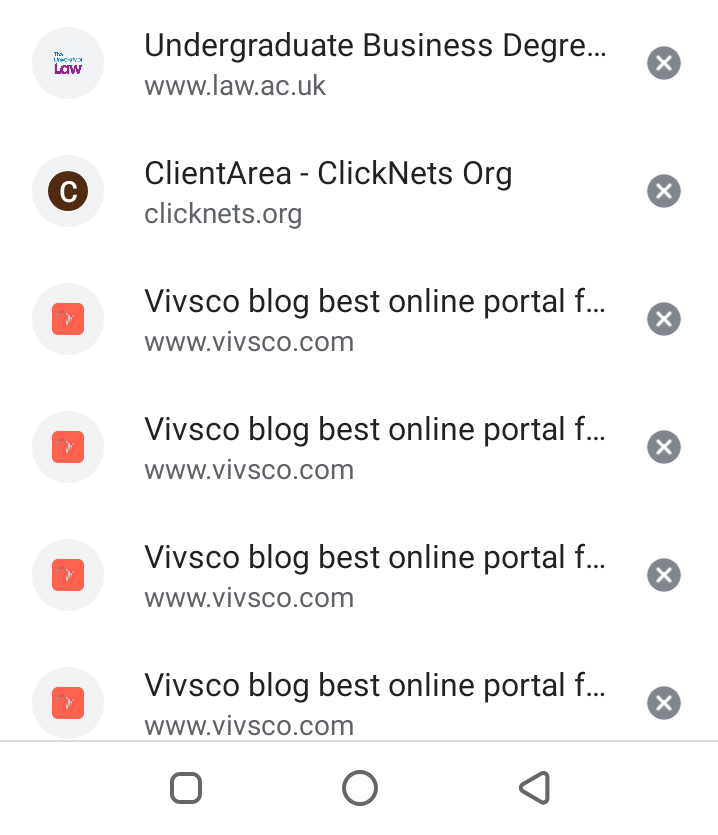 The
University of
Law
Undergraduate Business Degre...
www.law.ac.uk
C
ClientArea - ClickNets Org
clicknets.org
Vivsco blog best online portal f...
www.vivsco.com
Vivsco blog best online portal f...
www.vivsco.com
Vivsco blog best online portal f...
www.vivsco.com
Vivsco blog best online portal f...
www.vivsco.com